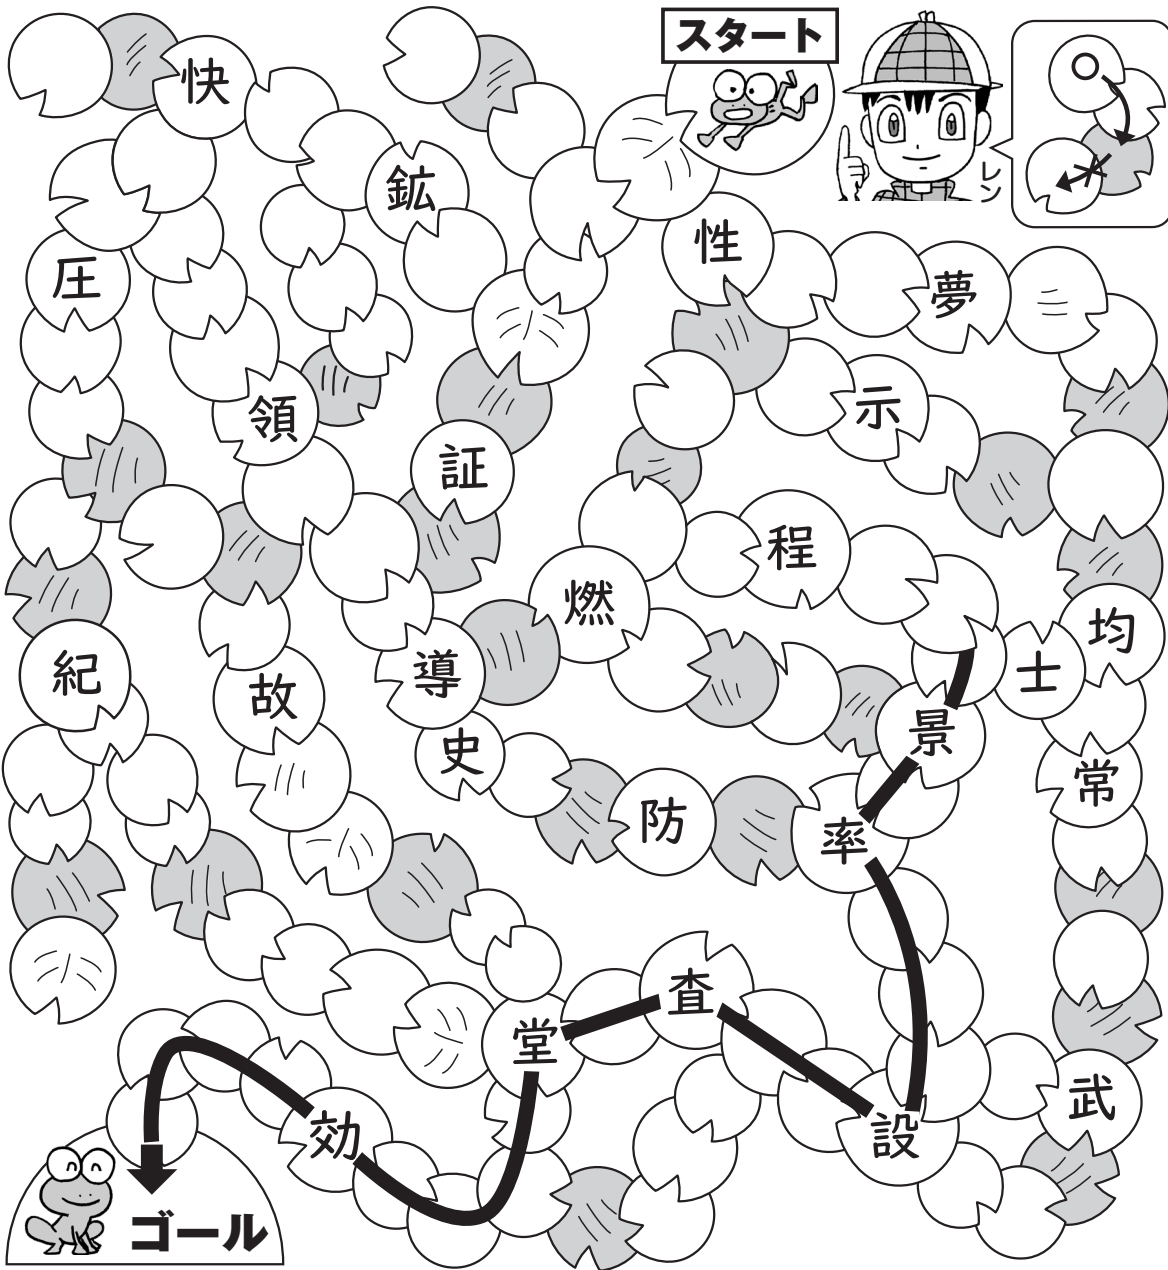 スタート
レン
快
鉱
圧
性
夢
領
示
証
程
燃
均
導
士
紀
故
景
史
常
防
率
査
堂
武
設
効
ゴール